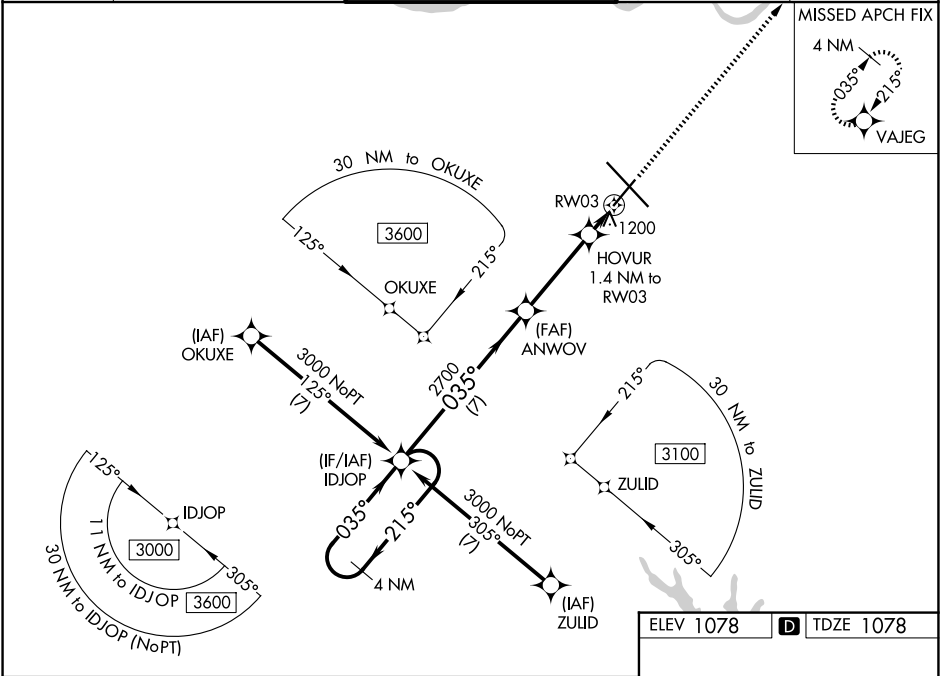 MISSED APCH FIX
4 NM
035°
215°
VAJEG
30 NM to OKUXE
3600
125°
215°
OKUXE
RW03
1200
HOVUR
1.4 NM to
RW03
(FAF)
ANWOV
(IAF)
OKUXE
3000 NoPT
125°
(7)
2700
035°
(7)
215°
30 NM to ZULID
3100
ZULID
305°
(IF/IAF)
IDJOP
035°
215°
4 NM
3000 NoPT
305°
(7)
(IAF)
ZULID
125°
IDJOP
3000
305°
11 NM to IDJOP
3600
30 NM to IDJOP (NoPT)
ELEV 1078 D TDZE 1078